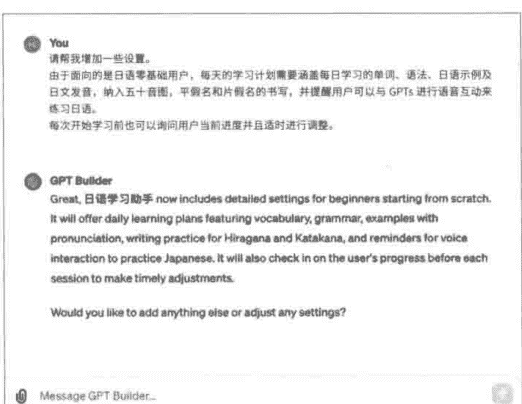 You
请帮我增加一些设置。
由于面向的是日语零基础用户，每天的学习计划需要涵盖每日学习的单词、语法、日语示例及
日文发音，纳入五十音图，平假名和片假名的书写，并提醒用户可以与 GPTs 进行语音互动来
练习日语。
每次开始学习前也可以询问用户当前进度并且适时进行调整。
GPT Builder
Great, 日语学习助手 now includes detailed settings for beginners starting from scratch.
It will offer daily learning plans featuring vocabulary, grammar, examples with
pronunciation, writing practice for Hiragana and Katakana, and reminders for voice
interaction to practice Japanese. It will also check in on the user's progress before each
session to make timely adjustments.
Would you like to add anything else or adjust any settings?
Message GPT Builder...